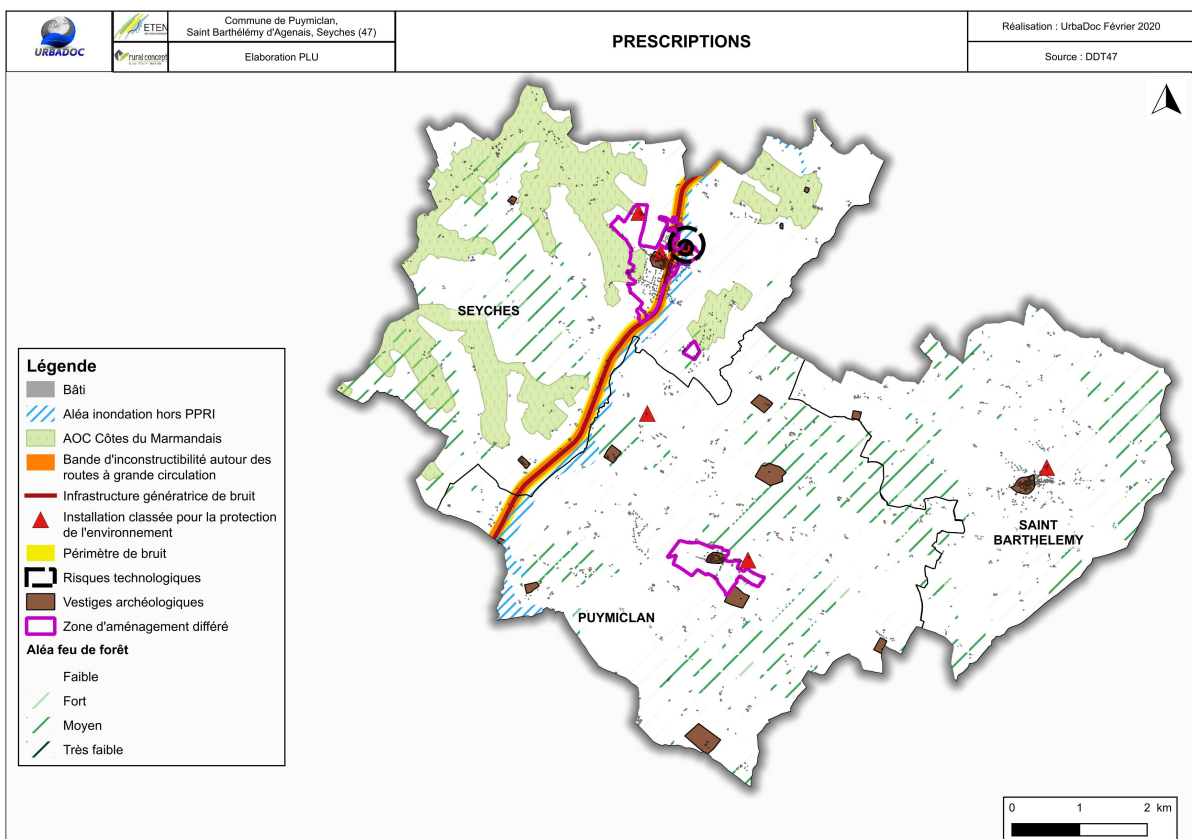 URBADOC
ETEN
rural concept
Commune de Puymiclan,
Saint Barthélémy d'Agenais, Seyches (47)
Elaboration PLU
PRESCRIPTIONS
Réalisation : UrbaDoc Février 2020
Source : DDT47
SEYCHES
SAINT
BARTHELEMY
PUYMICLAN
Légende
Bâti
Aléa inondation hors PPRI
AOC Côtes du Marmandais
Bande d'inconstructibilité autour des
routes à grande circulation
Infrastructure génératrice de bruit
Installation classée pour la protection
de l'environnement
Périmètre de bruit
Risques technologiques
Vestiges archéologiques
Zone d'aménagement différé
Aléa feu de forêt
Faible
Fort
Moyen
Très faible
0 1 2 km